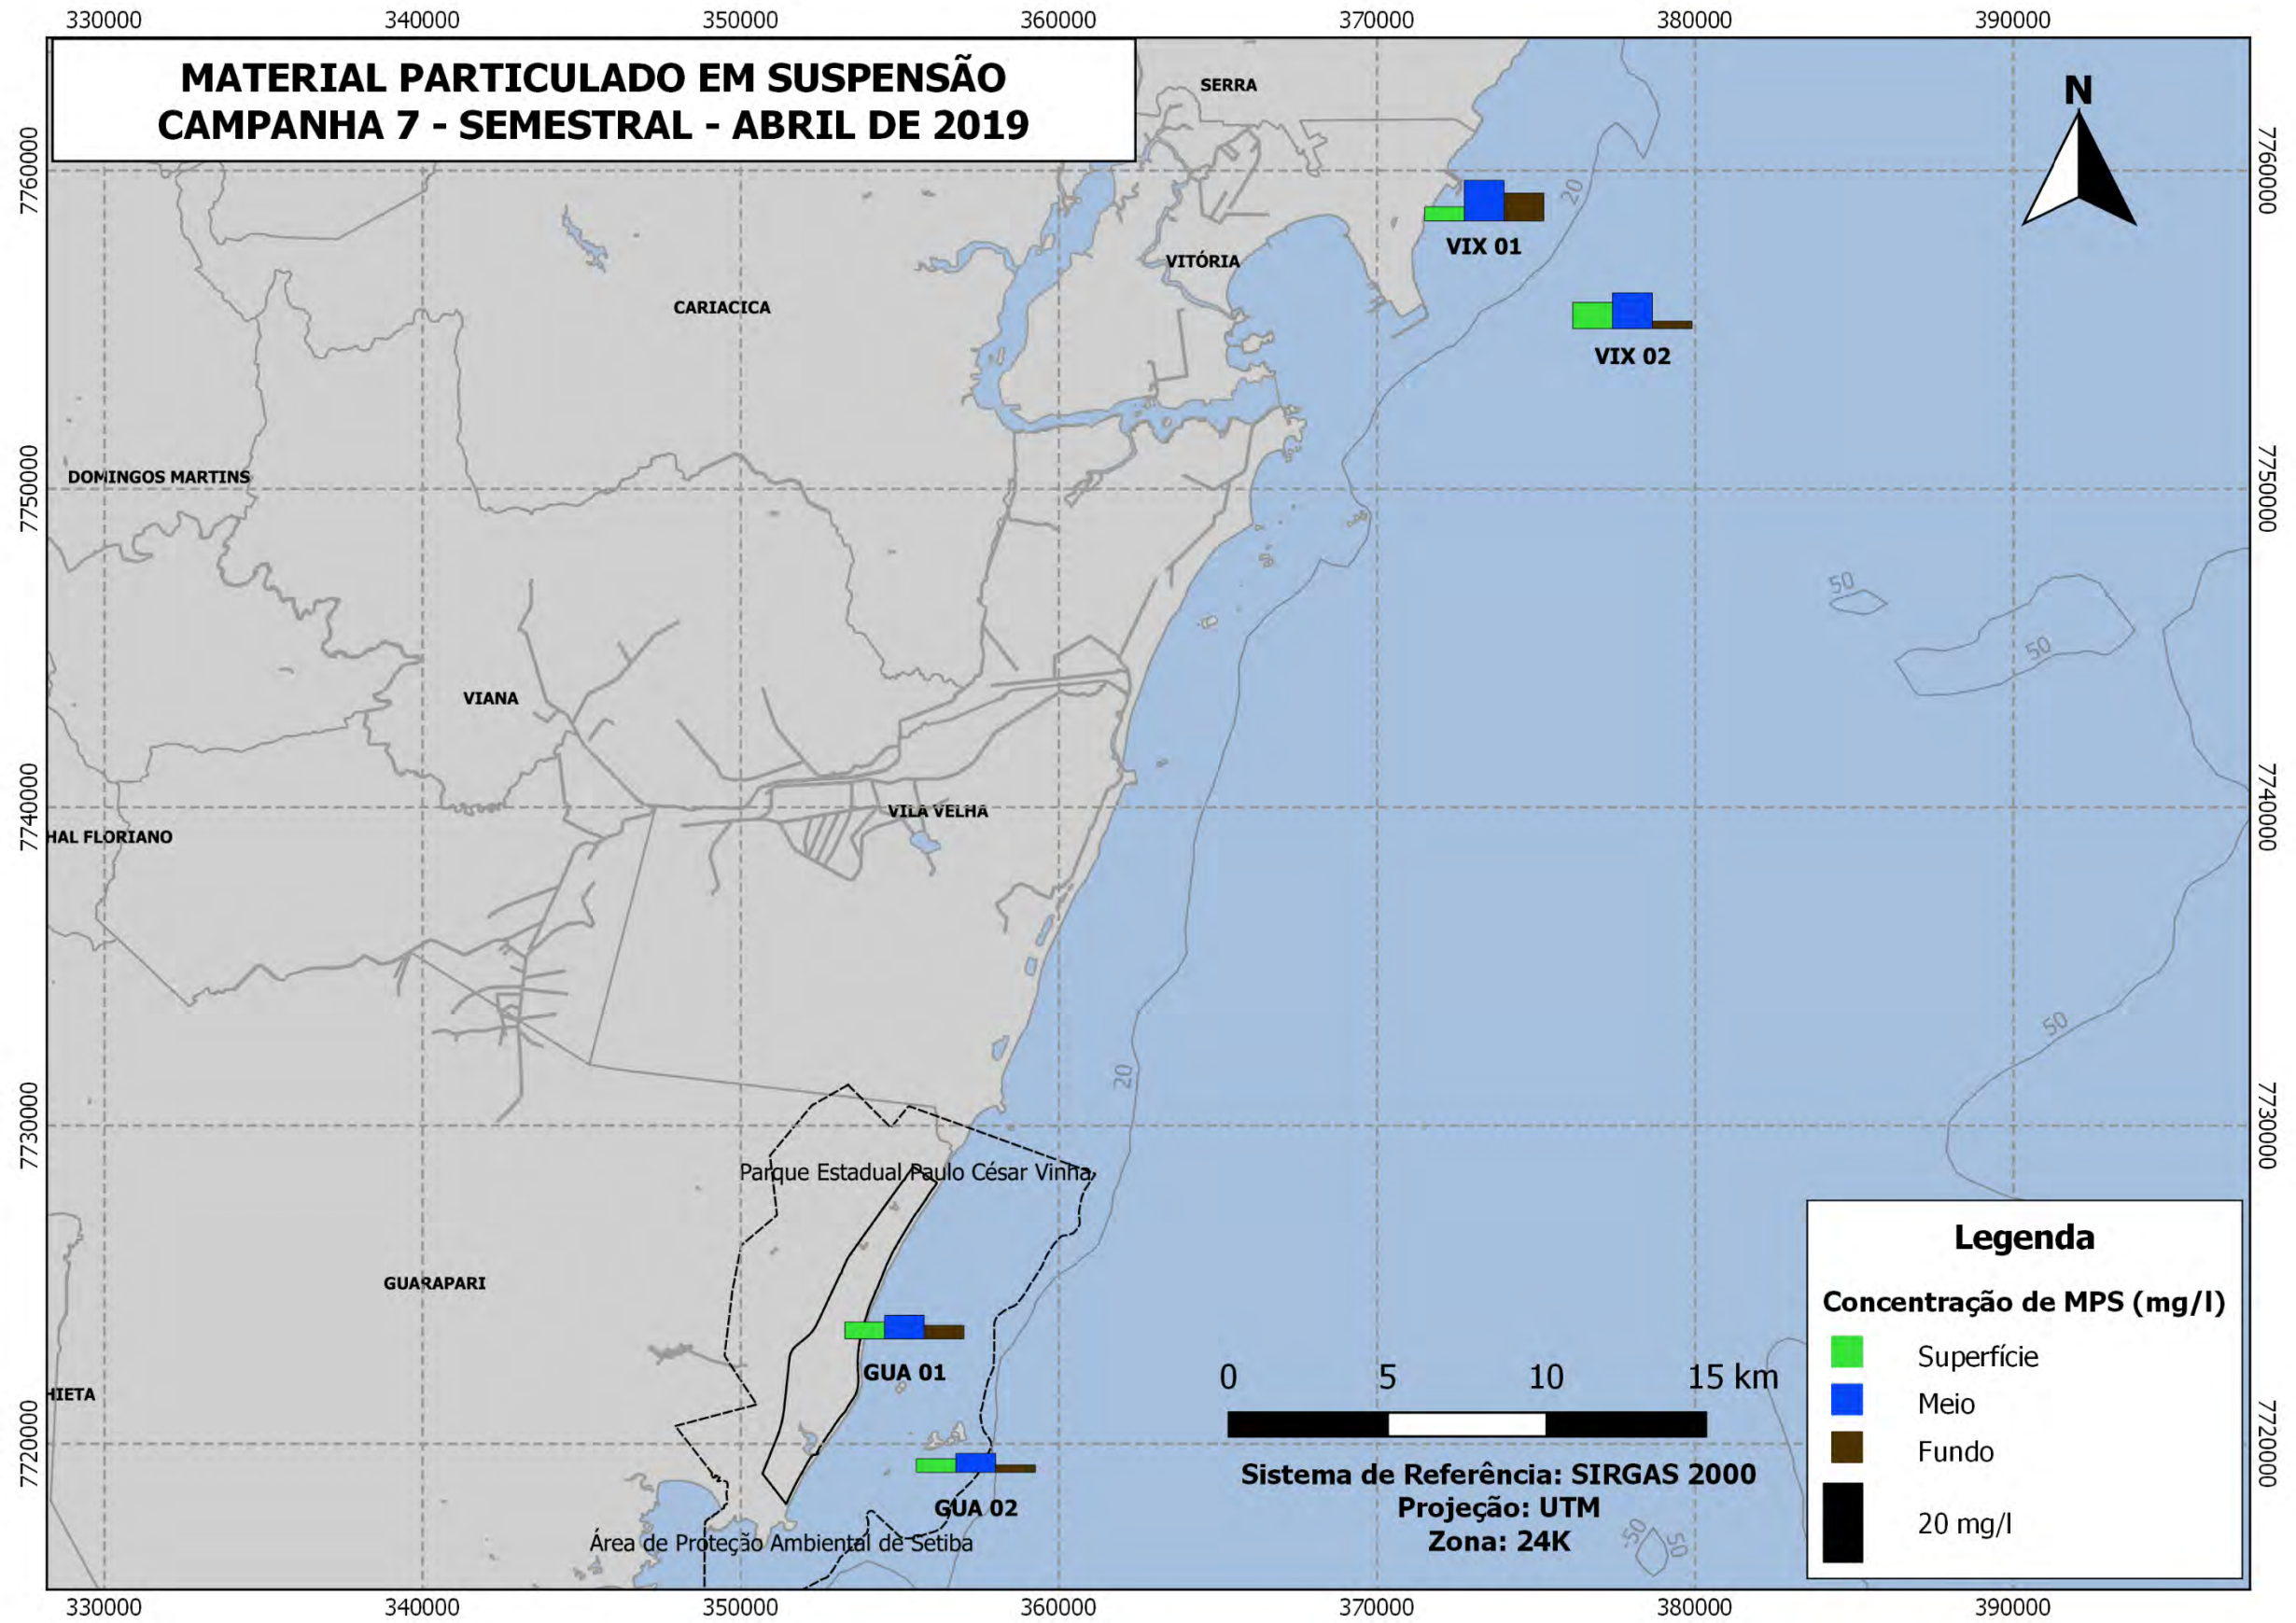 330000 340000 350000 360000 370000 380000 390000
MATERIAL PARTICULADO EM SUSPENSÃO
CAMPANHA 7 - SEMESTRAL - ABRIL DE 2019
SERRA
N
7760000
7760000
20
VIX 01
VITÓRIA
CARIACICA
VIX 02
DOMINGOS MARTINS
7750000
7750000
50
50
VIANA
7740000
7740000
VILA VELHA
HAL FLORIANO
50
20
7730000
7730000
Parque Estadual Paulo César Vinha
GUARAPARI
GUA 01
HIETA
7720000
7720000
GUA 02
Área de Proteção Ambiental de Setiba
0 5 10 15 km
Sistema de Referência: SIRGAS 2000
Projeção: UTM
Zona: 24K
50
50
Legenda
Concentração de MPS (mg/l)
Superfície
Meio
Fundo
20 mg/l
330000 340000 350000 360000 370000 380000 390000